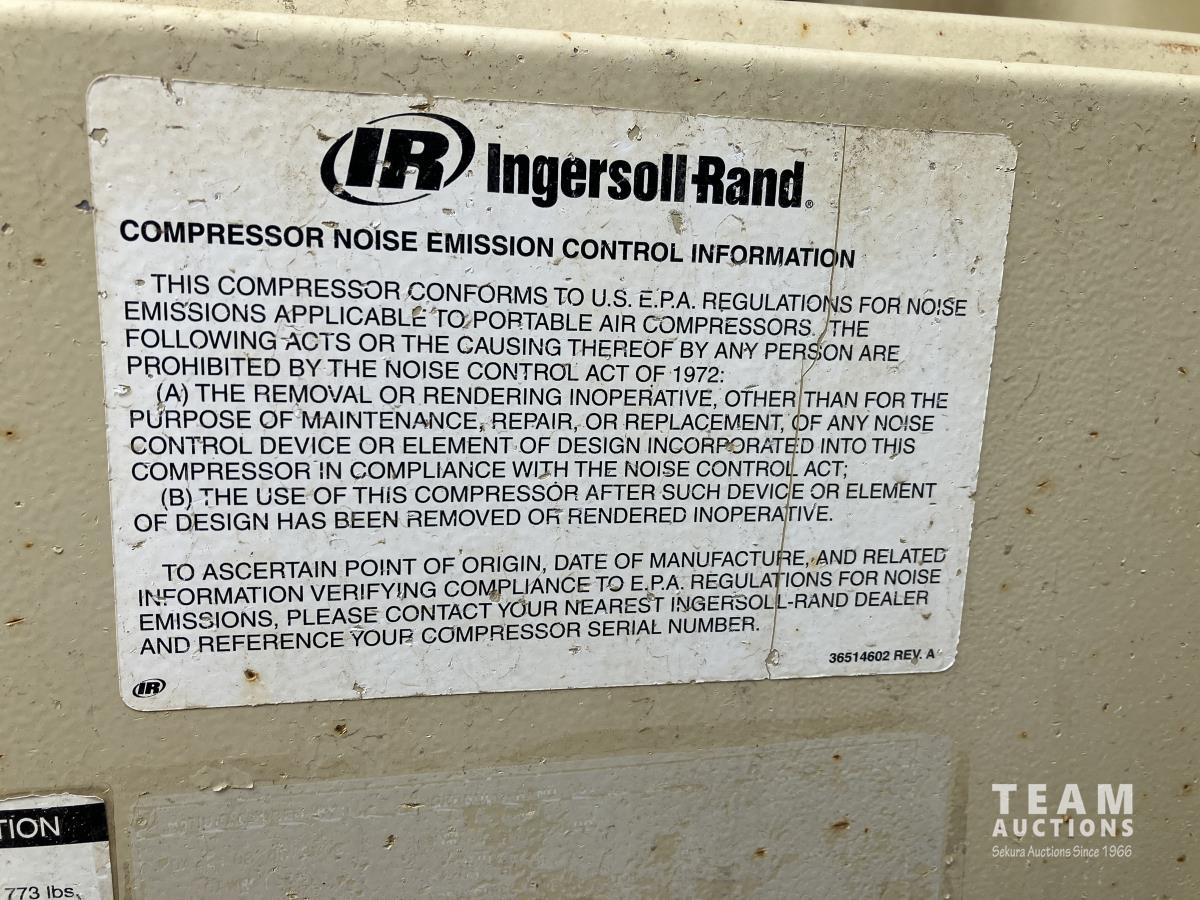 IR Ingersoll-Rand®
COMPRESSOR NOISE EMISSION CONTROL INFORMATION
THIS COMPRESSOR CONFORMS TO U.S. E.P.A. REGULATIONS FOR NOISE
EMISSIONS APPLICABLE TO PORTABLE AIR COMPRESSORS. THE
FOLLOWING ACTS OR THE CAUSING THEREOF BY ANY PERSON ARE
PROHIBITED BY THE NOISE CONTROL ACT OF 1972:
(A) THE REMOVAL OR RENDERING INOPERATIVE, OTHER THAN FOR THE
PURPOSE OF MAINTENANCE, REPAIR, OR REPLACEMENT, OF ANY NOISE
CONTROL DEVICE OR ELEMENT OF DESIGN INCORPORATED INTO THIS
COMPRESSOR IN COMPLIANCE WITH THE NOISE CONTROL ACT;
(B) THE USE OF THIS COMPRESSOR AFTER SUCH DEVICE OR ELEMENT
OF DESIGN HAS BEEN REMOVED OR RENDERED INOPERATIVE.
TO ASCERTAIN POINT OF ORIGIN, DATE OF MANUFACTURE, AND RELATED
INFORMATION VERIFYING COMPLIANCE TO E.P.A. REGULATIONS FOR NOISE
EMISSIONS, PLEASE CONTACT YOUR NEAREST INGERSOLL-RAND DEALER
AND REFERENCE YOUR COMPRESSOR SERIAL NUMBER.
36514602 REV. A
IR
TION
773 lbs.
TEAM
AUCTIONS
Sekura Auctions Since 1966